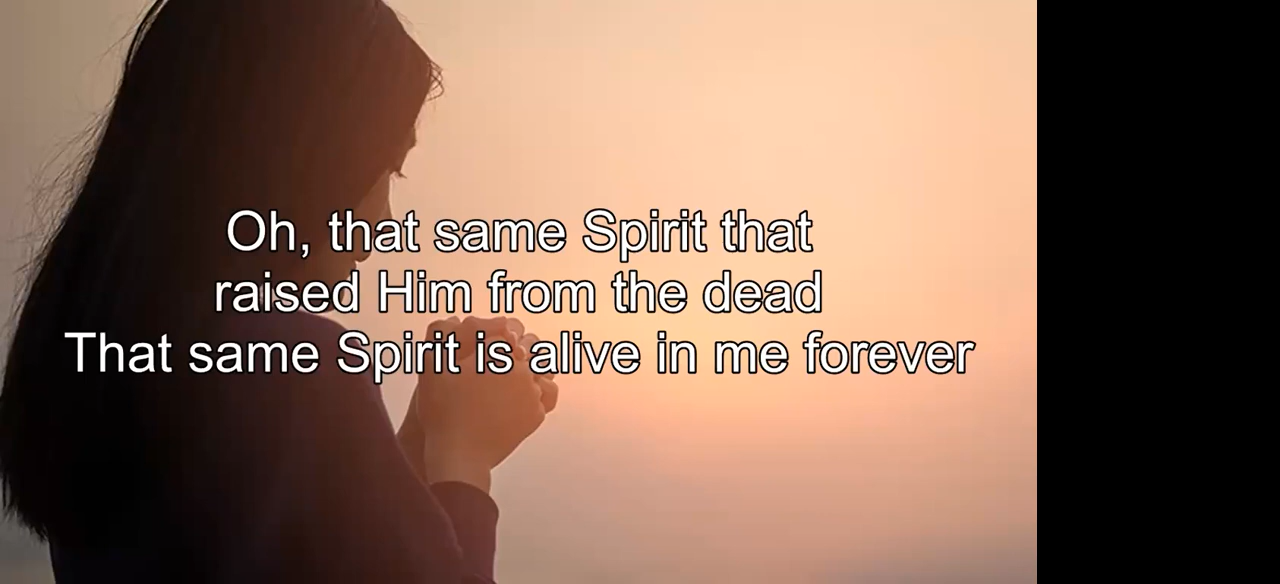 Oh, that same Spirit that
raised Him from the dead
That same Spirit is alive in me forever